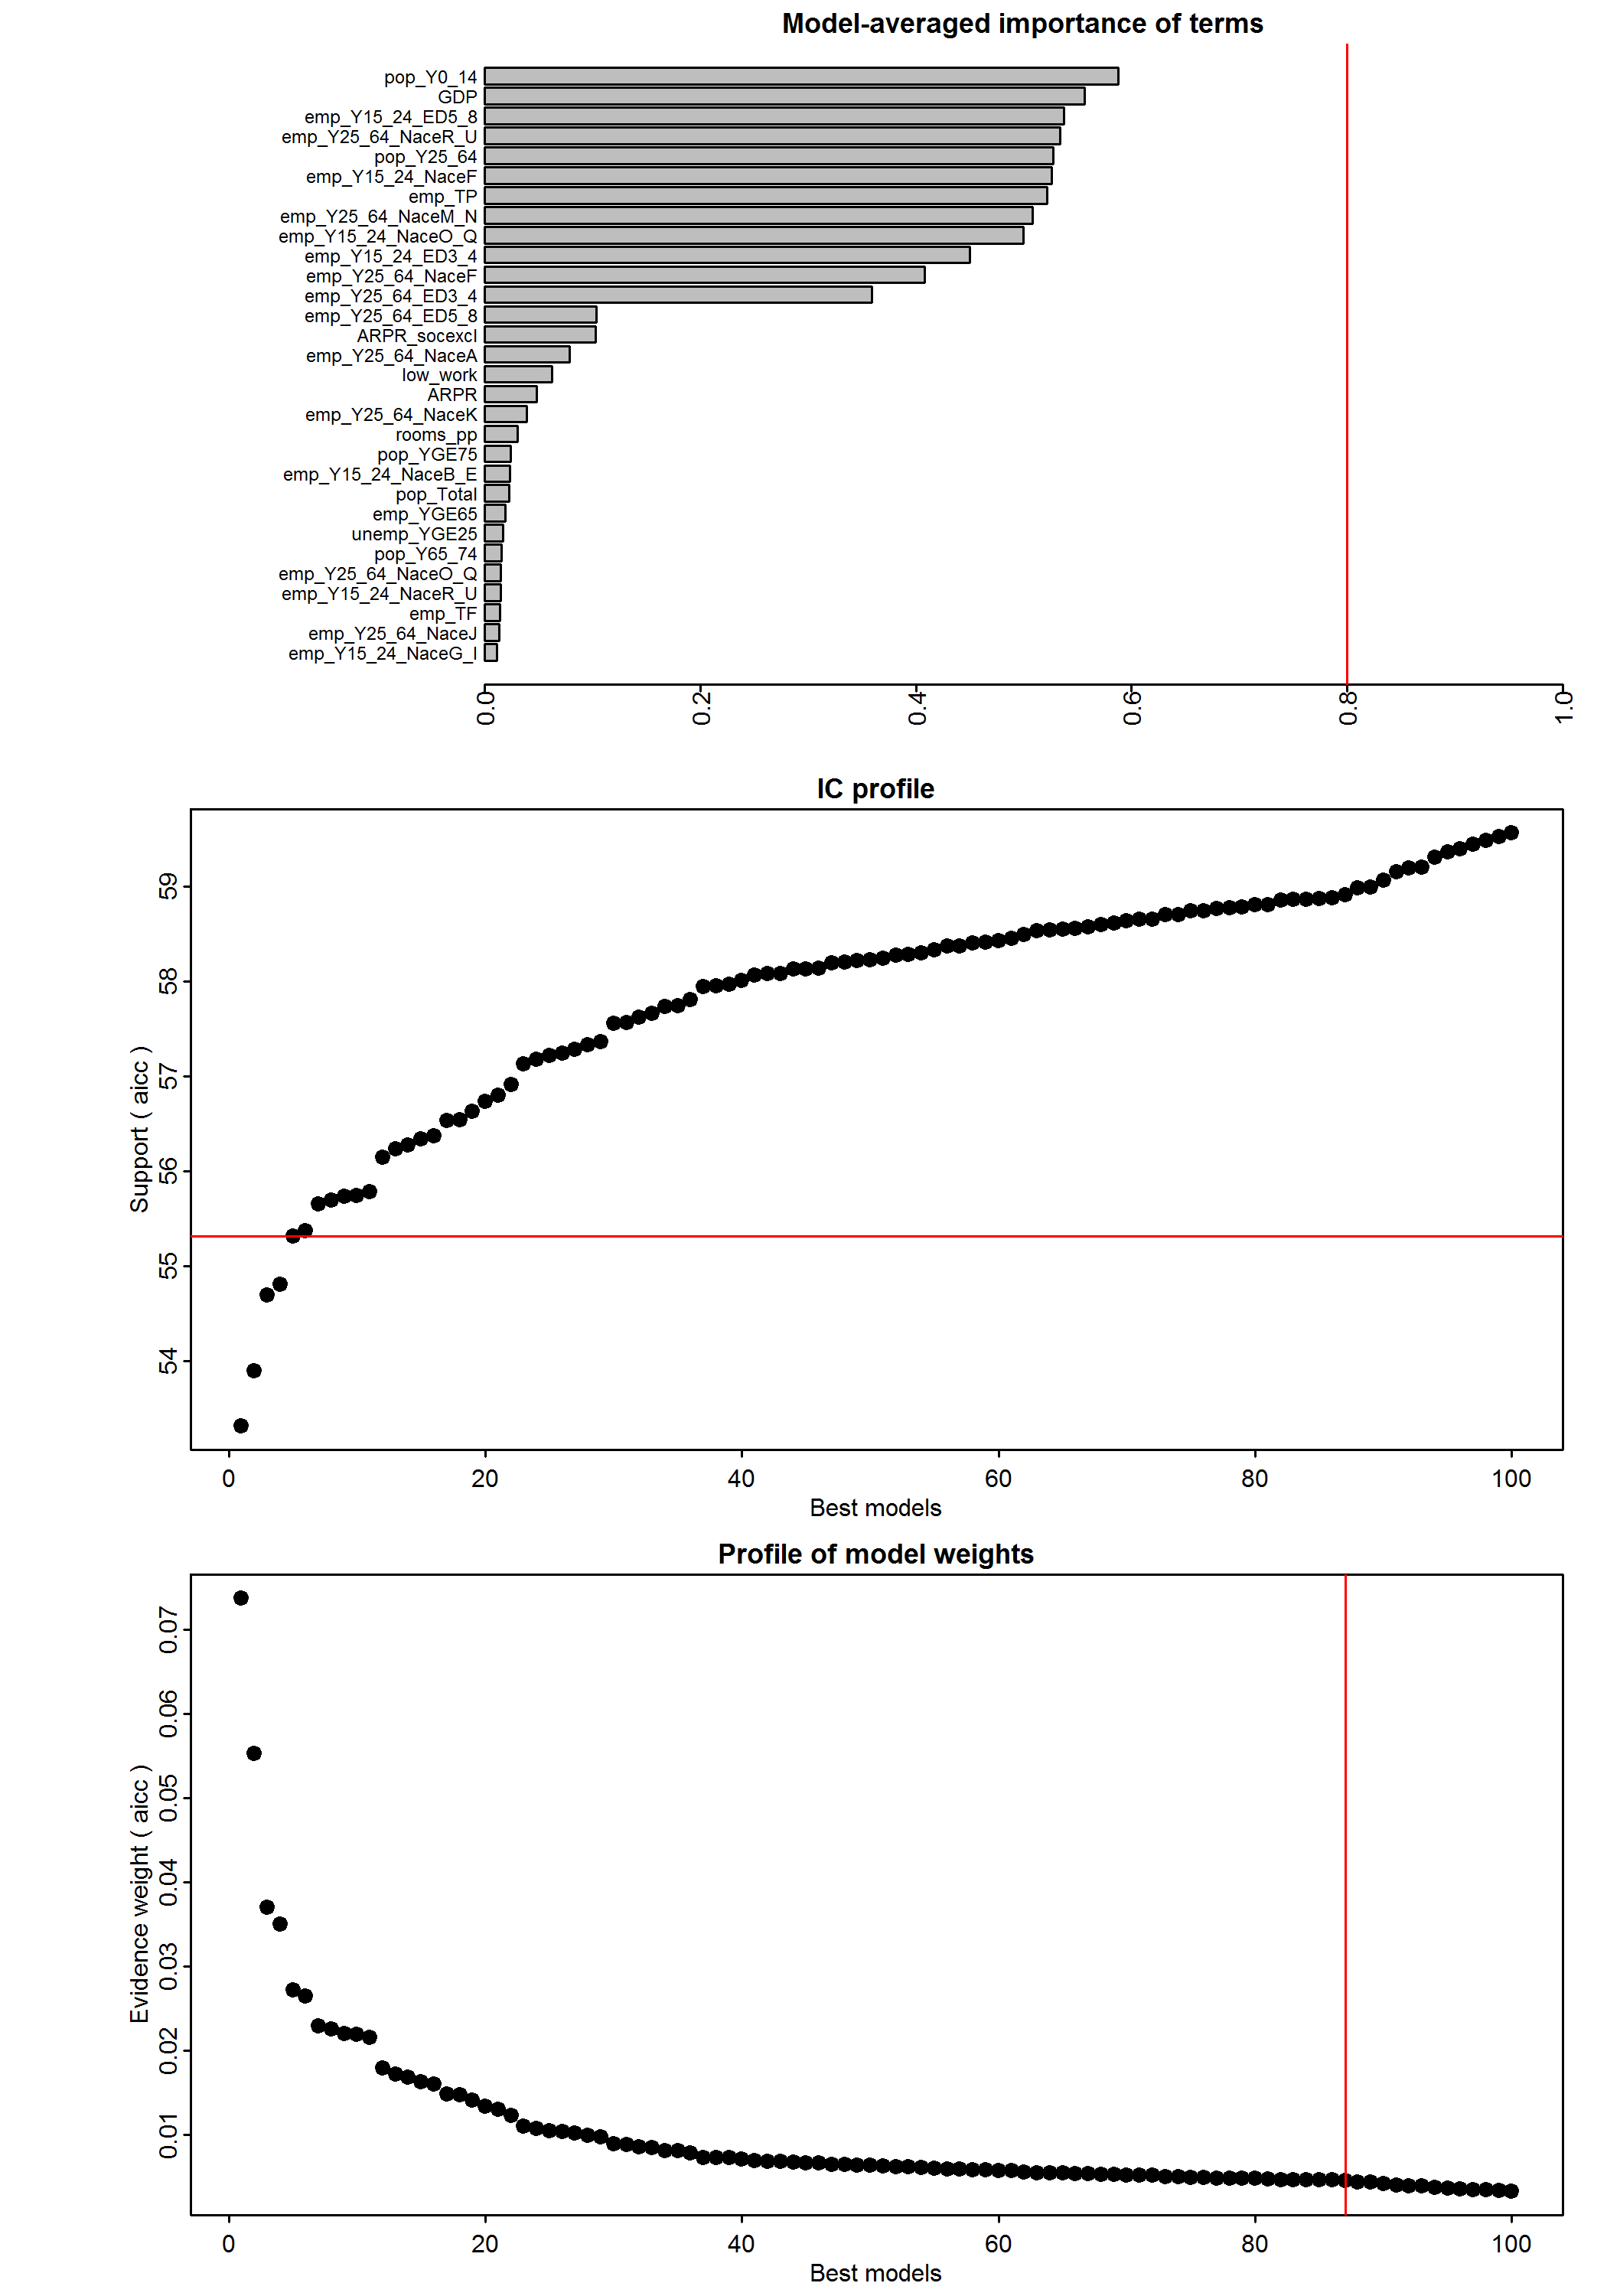 Model-averaged importance of terms
pop_Y0_14
GDP
emp_Y15_24_ED5_8
emp_Y25_64_NaceR_U
pop_Y25_64
emp_Y15_24_NaceF
emp_TP
emp_Y25_64_NaceM_N
emp_Y15_24_NaceO_Q
emp_Y15_24_ED3_4
emp_Y25_64_NaceF
emp_Y25_64_ED3_4
emp_Y25_64_ED5_8
ARPR_socexcl
emp_Y25_64_NaceA
low_work
ARPR
emp_Y25_64_NaceK
rooms_pp
pop_YGE75
emp_Y15_24_NaceB_E
pop_Total
emp_YGE65
unemp_YGE25
pop_Y65_74
emp_Y25_64_NaceO_Q
emp_Y15_24_NaceR_U
emp_TF
emp_Y25_64_NaceJ
emp_Y15_24_NaceG_I
0.0 0.2 0.4 0.6 0.8 1.0
IC profile
Support ( aicc )
59
58
57
56
55
54
0 20 40 60 80 100
Best models
Profile of model weights
Evidence weight ( aicc )
0.07
0.06
0.05
0.04
0.03
0.02
0.01
0 20 40 60 80 100
Best models